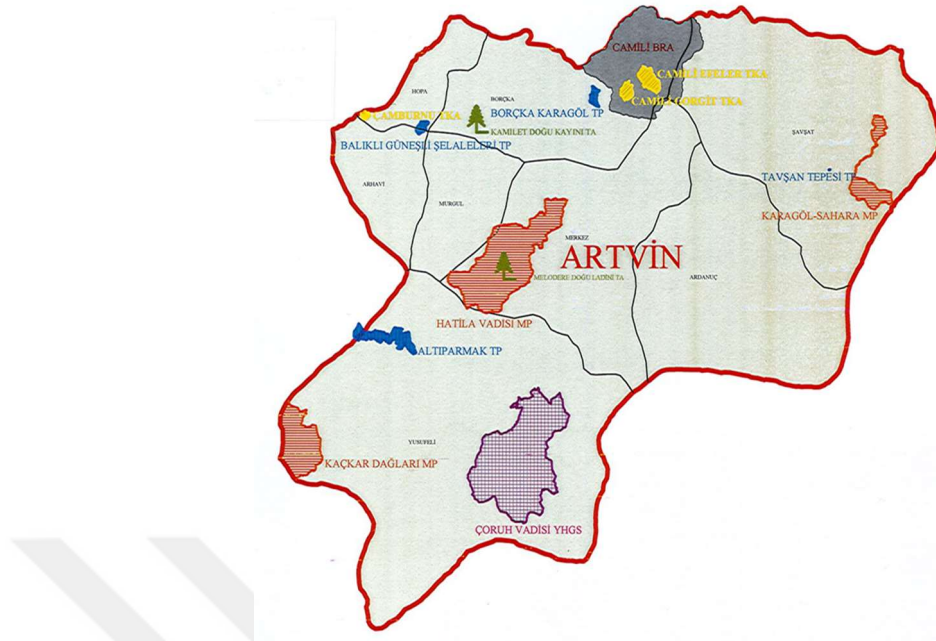 CAMİLİ BRA
CAMİLİ EFELER TKA
CAMİLİ GORGİT TKA
HOPA
BORÇKA
BORÇKA KARAGÖL TP
ÇAMBURNU TKA
KAMİLET DOĞU KAYINI TA
BALIKLI GÜNEŞLİ ŞELALELERİ TP
ŞAVŞAT
TAVŞAN TEPESİ TP
ARHAVİ
MURGUL
KARAGÖL-SAHARA MP
MERKEZ
ARTVİN
MELODERE DOĞU LADİNİ TA
ARDANUÇ
HATİLA VADİSİ MP
ALTIPARMAK TP
YUSUFELİ
KAÇKAR DAĞLARI MP
ÇORUH VADİSİ YHGS